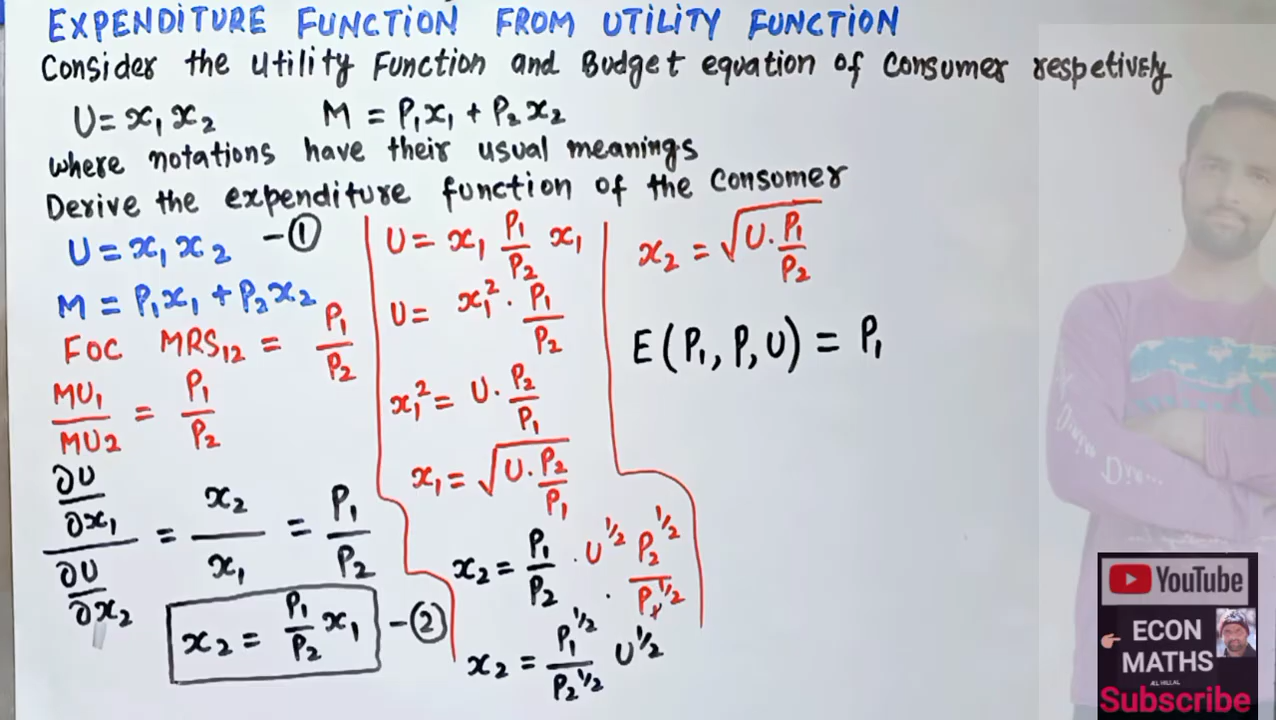 EXPENDITURE FUNCTION FROM UTILITY FUNCTION
Consider the utility Function and Budget equation of consumer respetively
U = x₁ x₂ M = P₁x₁ + P₂x₂
where notations have their usual meanings
Derive the expenditure function of the Consomer
U = x₁ x₂ -①
M = P₁x₁ + P₂x₂
FOC MRS₁₂ = P₁/P₂
MU₁/MU₂ = P₁/P₂
(∂U/∂x₁)/(∂U/∂x₂) = x₂/x₁ = P₁/P₂
x₂ = P₁/P₂ x₁ -②
U = x₁ P₁/P₂ x₁
U = x₁² · P₁/P₂
x₁² = U · P₂/P₁
x₁ = √(U · P₂/P₁)
x₂ = P₁/P₂ · U^1/2 · P₂^1/2/P₁^1/2
x₂ = P₁^1/2/P₂^1/2 U^1/2
x₂ = √(U · P₁/P₂)
E(P₁, P, U) = P₁
YouTube
ECON
MATHS
Subscribe